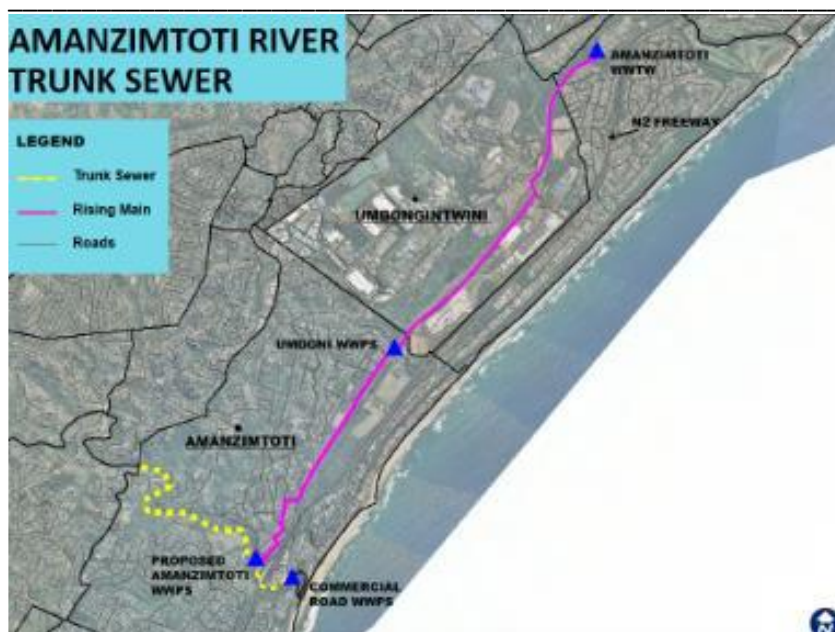 AMANZIMTOTI RIVER
TRUNK SEWER
LEGEND
Trunk Sewer
Rising Main
Roads
AMANZIMTOTI
WWTW
N2 FREEWAY
UMBONGINTWINI
UMDONI WWPS
AMANZIMTOTI
PROPOSED
AMANZIMTOTI
WWPS
COMMERCIAL
ROAD WWPS